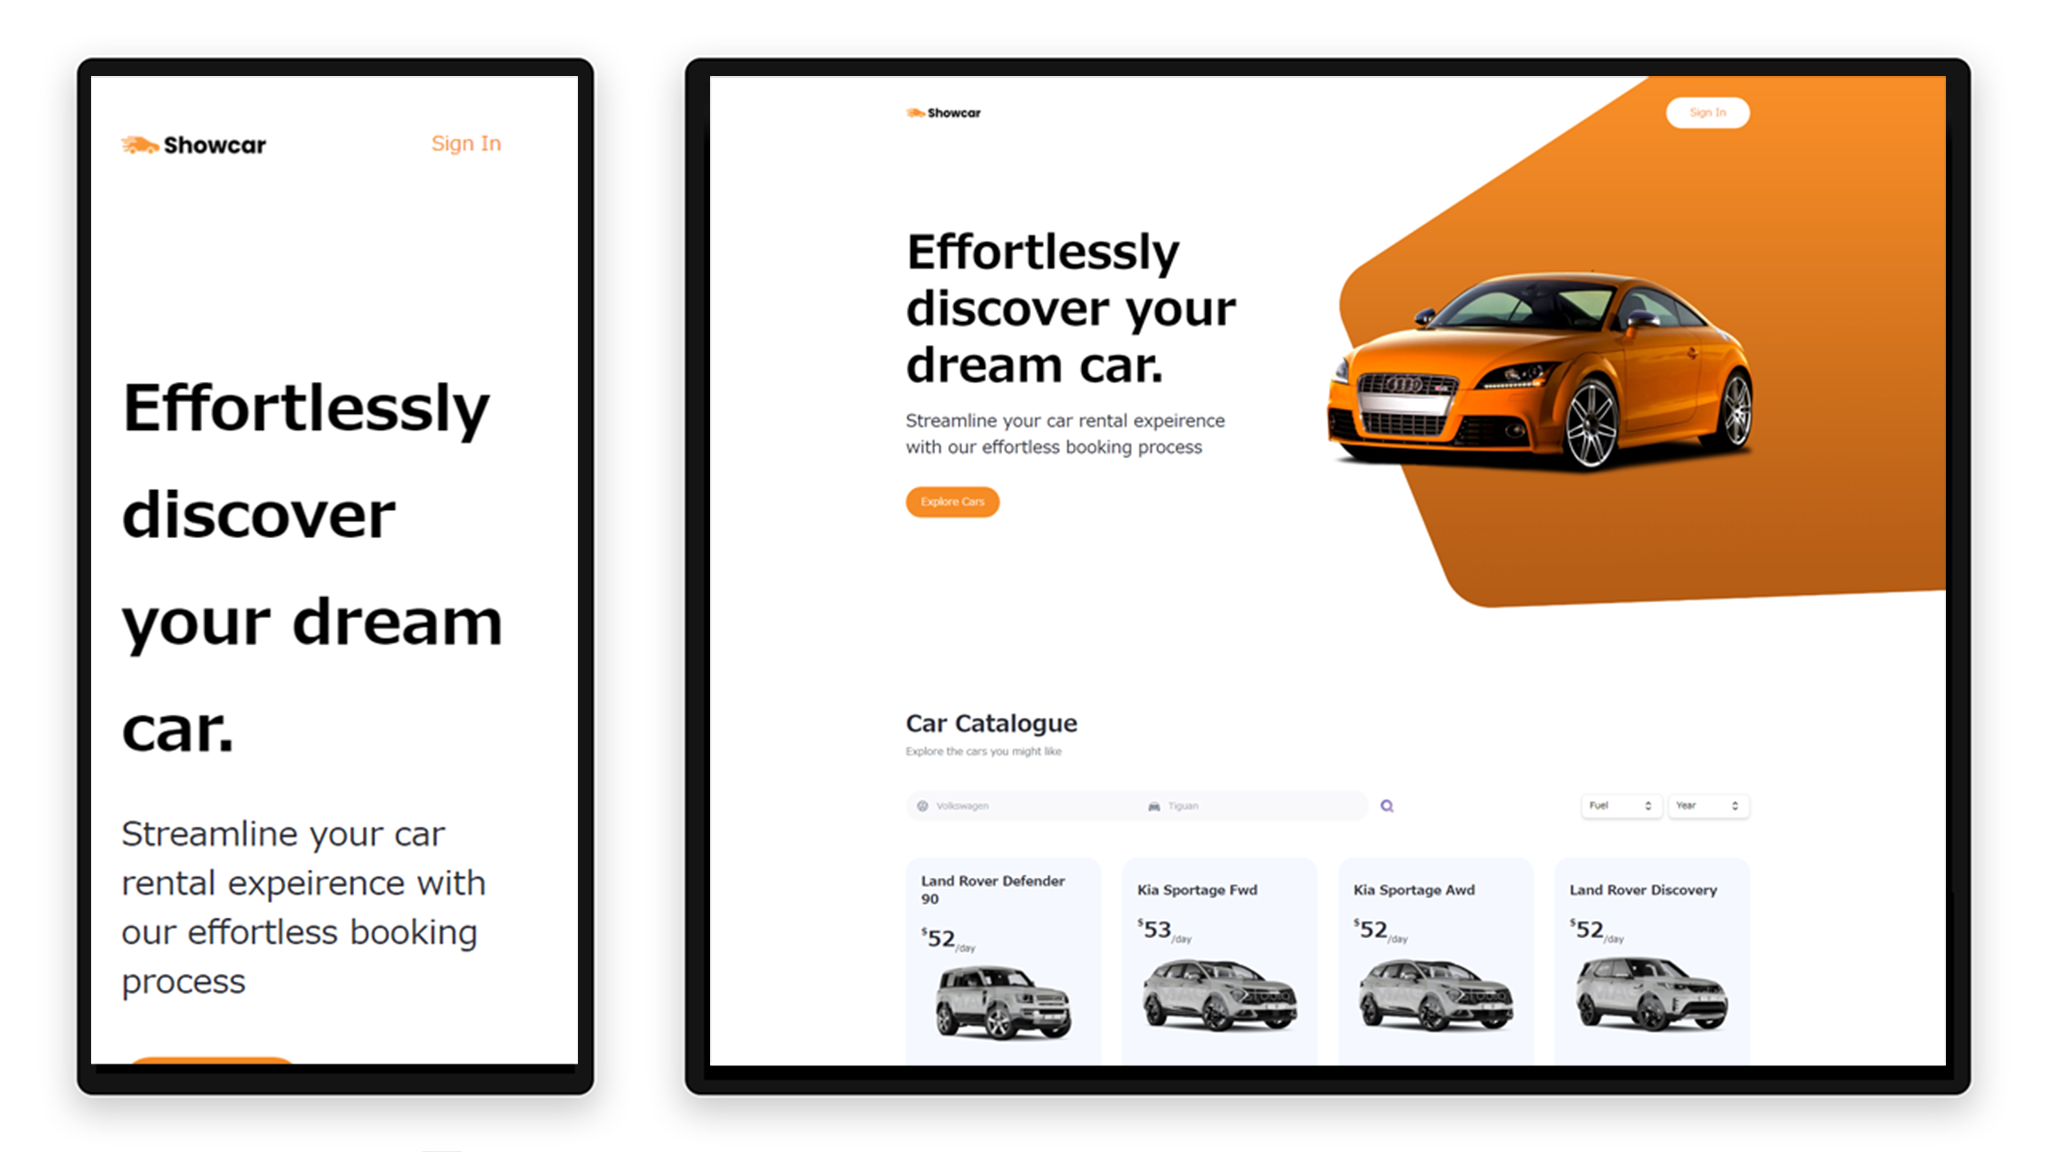 Showcar
Sign In
Effortlessly
discover
your dream
car.
Streamline your car
rental expeirence with
our effortless booking
process
Showcar
Sign In
Effortlessly
discover your
dream car.
Streamline your car rental expeirence
with our effortless booking process
Explore Cars
Car Catalogue
Explore the cars you might like
Volkswagen
Tiguan
Fuel
Year
Land Rover Defender
90
$52/day
Kia Sportage Fwd
$53/day
Kia Sportage Awd
$52/day
Land Rover Discovery
$52/day